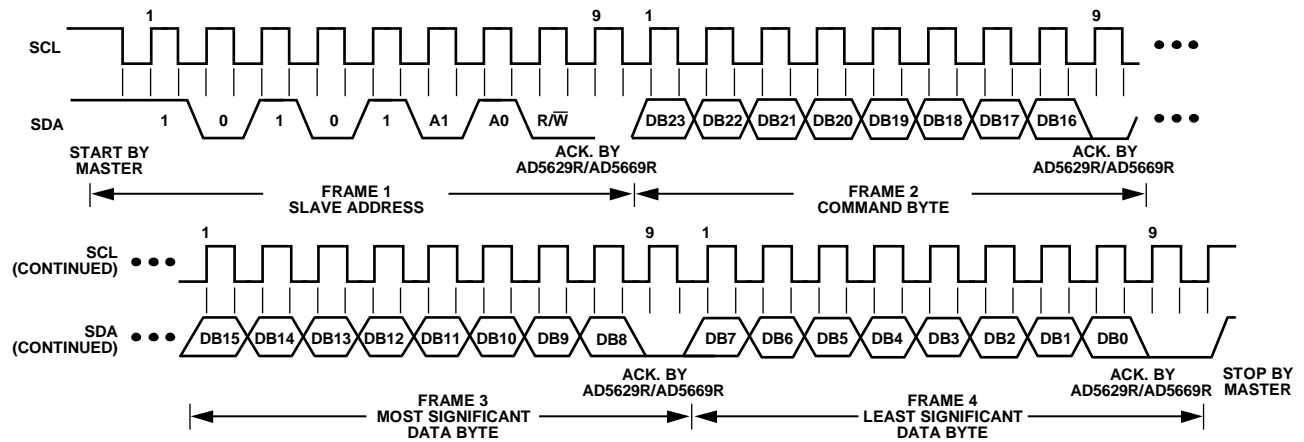 1 9 1 9
SCL
SDA
1 0 1 0 1 A1 A0 R/W̅ DB23 DB22 DB21 DB20 DB19 DB18 DB17 DB16
START BY
MASTER
ACK. BY
AD5629R/AD5669R
ACK. BY
AD5629R/AD5669R
FRAME 1
SLAVE ADDRESS
FRAME 2
COMMAND BYTE
1 9 1 9
SCL
(CONTINUED)
SDA
(CONTINUED)
DB15 DB14 DB13 DB12 DB11 DB10 DB9 DB8 DB7 DB6 DB5 DB4 DB3 DB2 DB1 DB0
ACK. BY
AD5629R/AD5669R
ACK. BY
AD5629R/AD5669R
STOP BY
MASTER
FRAME 3
MOST SIGNIFICANT
DATA BYTE
FRAME 4
LEAST SIGNIFICANT
DATA BYTE